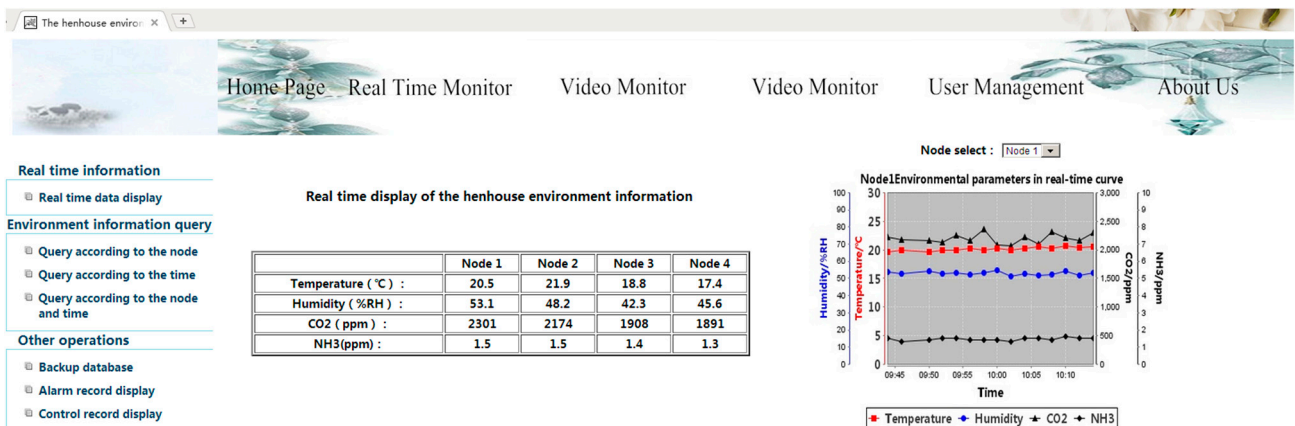 The henhouse environ × +
Home Page Real Time Monitor Video Monitor Video Monitor User Management About Us
Real time information
Real time data display
Environment information query
Query according to the node
Query according to the time
Query according to the node
and time
Other operations
Backup database
Alarm record display
Control record display
Real time display of the henhouse environment information
Node 1 Node 2 Node 3 Node 4
Temperature ( ℃ ) : 20.5 21.9 18.8 17.4
Humidity ( %RH ) : 53.1 48.2 42.3 45.6
CO2 ( ppm ) : 2301 2174 1908 1891
NH3(ppm) : 1.5 1.5 1.4 1.3
Node select : Node 1
Node1Environmental parameters in real-time curve
Humidity/%RH
100
90
80
70
60
50
40
30
20
10
0
Temperature/℃
30
25
20
15
10
5
0
3,000
2,500
2,000
1,500
1,000
500
0
CO2/ppm
10
9
8
7
6
5
4
3
2
1
0
NH3/ppm
09:45 09:50 09:55 10:00 10:05 10:10
Time
Temperature Humidity CO2 NH3